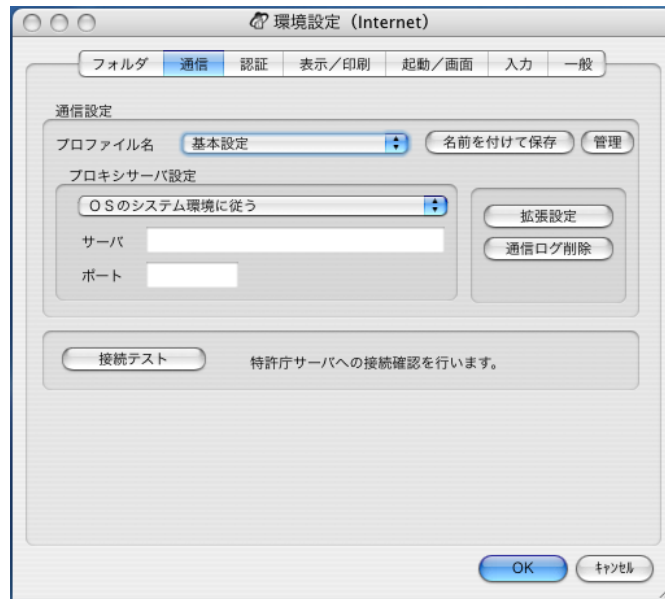 環境設定（Internet）
フォルダ 通信 認証 表示／印刷 起動／画面 入力 一般
通信設定
プロファイル名 基本設定 名前を付けて保存 管理
プロキシサーバ設定
ＯＳのシステム環境に従う
拡張設定
サーバ
通信ログ削除
ポート
接続テスト 特許庁サーバへの接続確認を行います。
OK ｷｬﾝｾﾙ